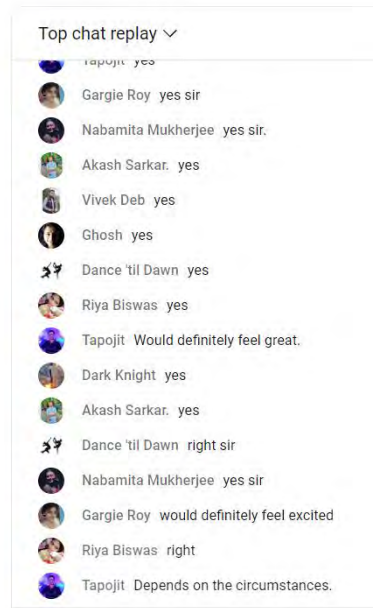 Top chat replay
Tapojit yes
Gargie Roy yes sir
Nabamita Mukherjee yes sir.
Akash Sarkar. yes
Vivek Deb yes
Ghosh yes
Dance 'til Dawn yes
Riya Biswas yes
Tapojit Would definitely feel great.
Dark Knight yes
Akash Sarkar. yes
Dance 'til Dawn right sir
Nabamita Mukherjee yes sir
Gargie Roy would definitely feel excited
Riya Biswas right
Tapojit Depends on the circumstances.